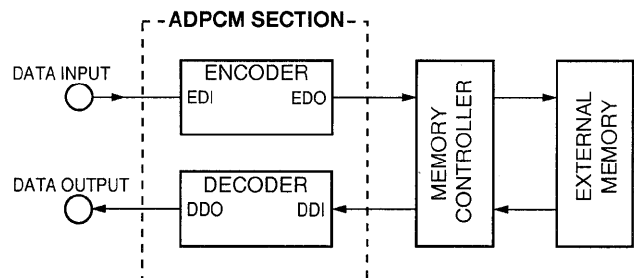 ADPCM SECTION
DATA INPUT
ENCODER
EDI EDO
DATA OUTPUT
DECODER
DDO DDI
MEMORY
CONTROLLER
EXTERNAL
MEMORY